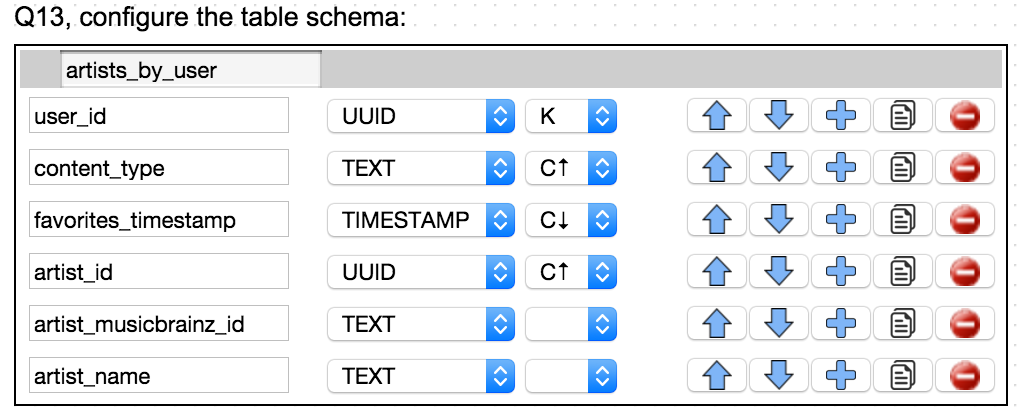 Q13, configure the table schema:
artists_by_user
user_id UUID K
content_type TEXT C↑
favorites_timestamp TIMESTAMP C↓
artist_id UUID C↑
artist_musicbrainz_id TEXT
artist_name TEXT